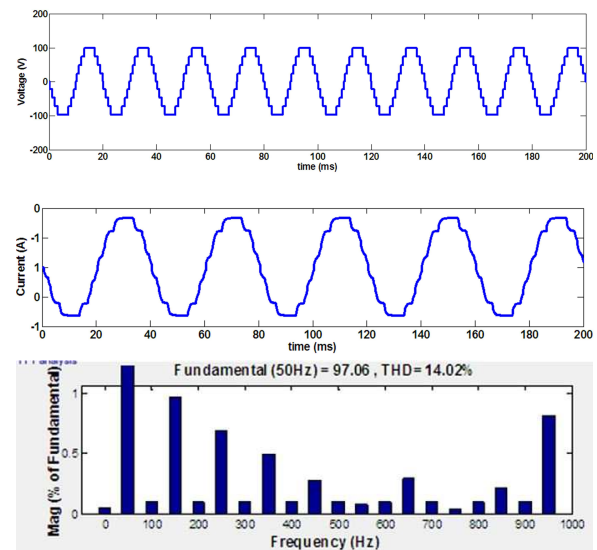 200
100
0
-100
-200
Voltage (V)
0 20 40 60 80 100 120 140 160 180 200
time (ms)
0
-1
1
0
-1
Current (A)
0 20 40 60 80 100 120 140 160 180 200
time (ms)
analysis
Fundamental (50Hz) = 97.06 , THD= 14.02%
1
0.5
0
Mag (% of Fundamental)
0 100 200 300 400 500 600 700 800 900 1000
Frequency (Hz)